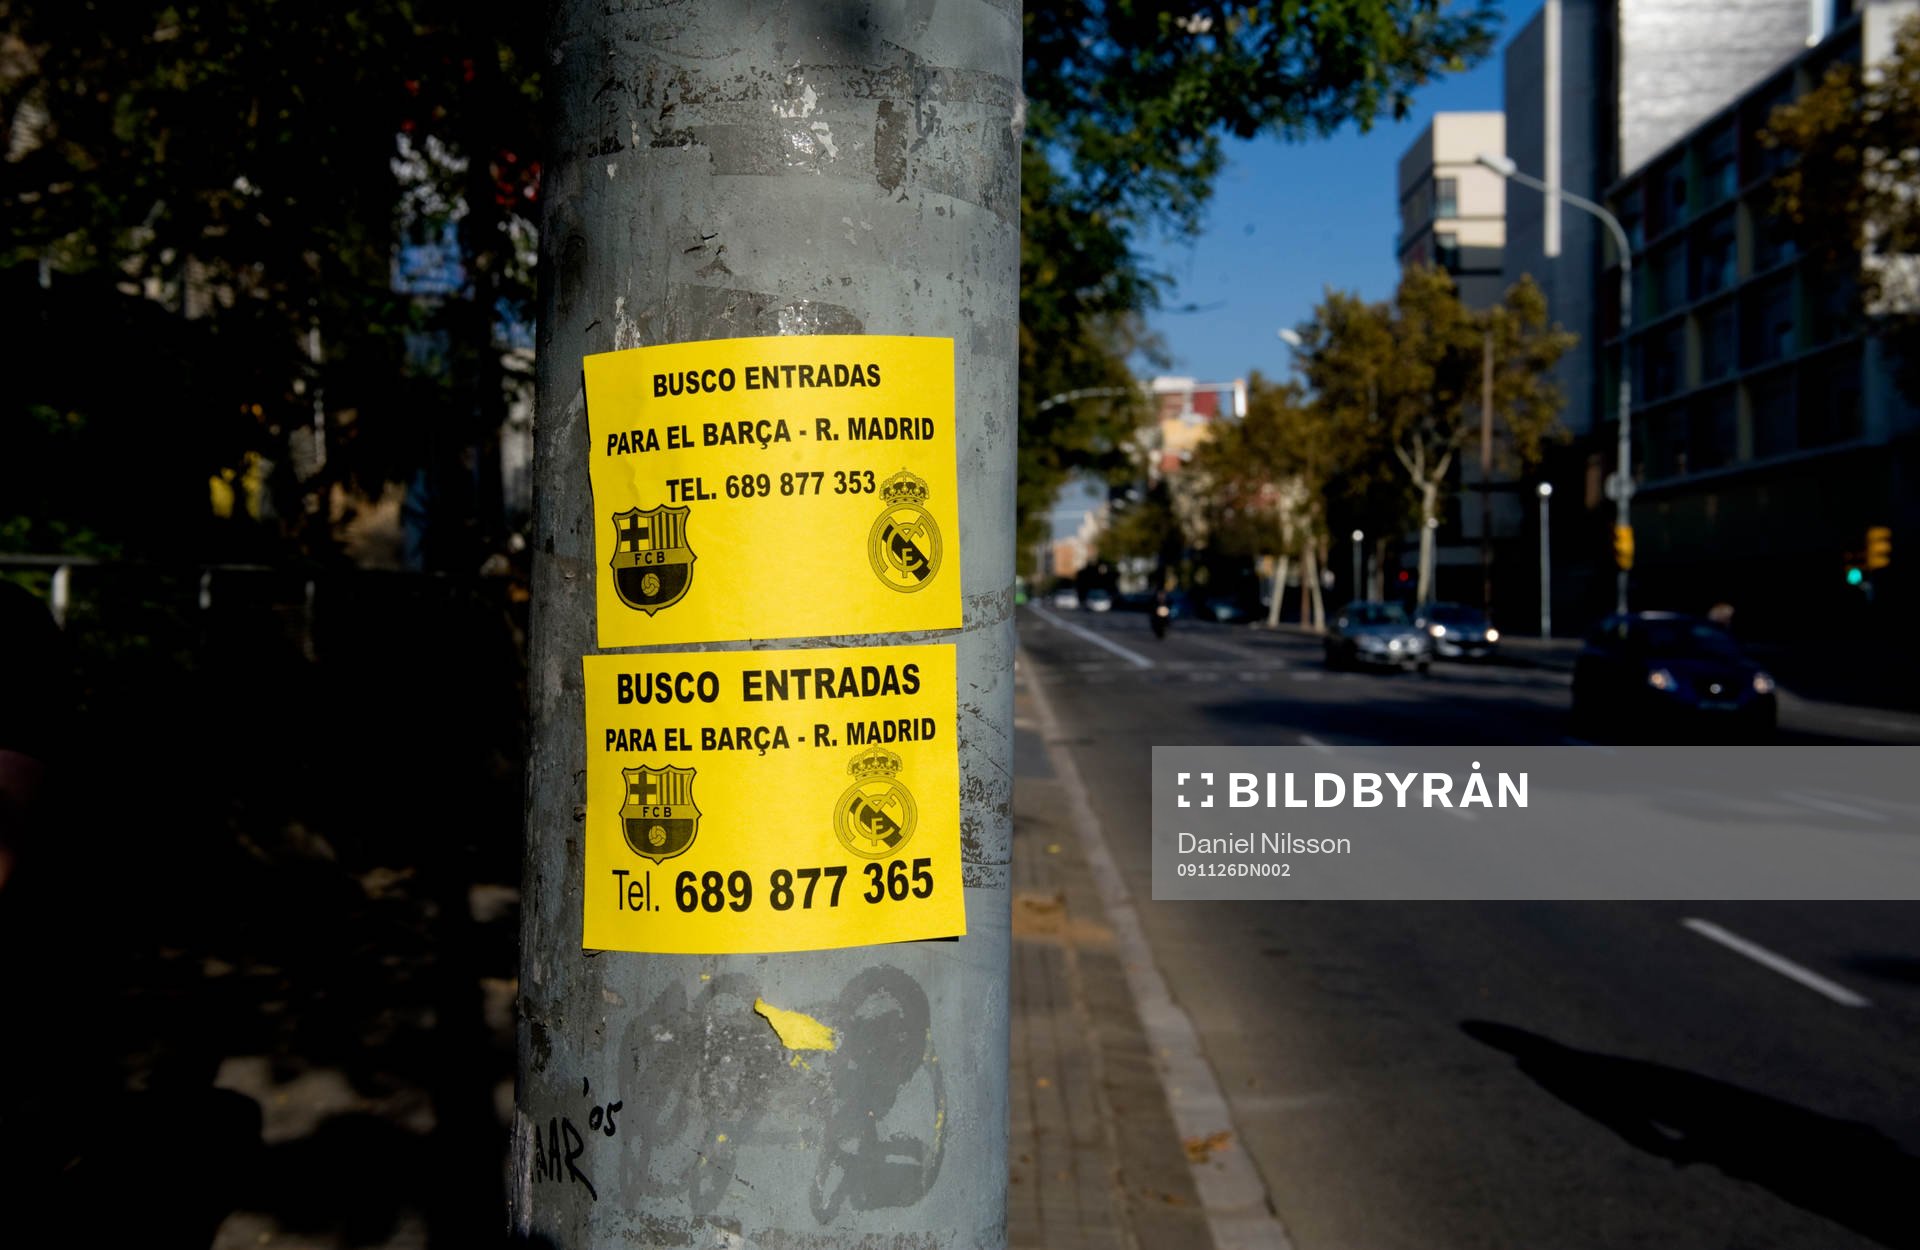 BUSCO ENTRADAS
PARA EL BARÇA - R. MADRID
TEL. 689 877 353
FCB
BUSCO ENTRADAS
PARA EL BARÇA - R. MADRID
FCB
Tel. 689 877 365
'05
BILDBYRÅN
Daniel Nilsson
091126DN002